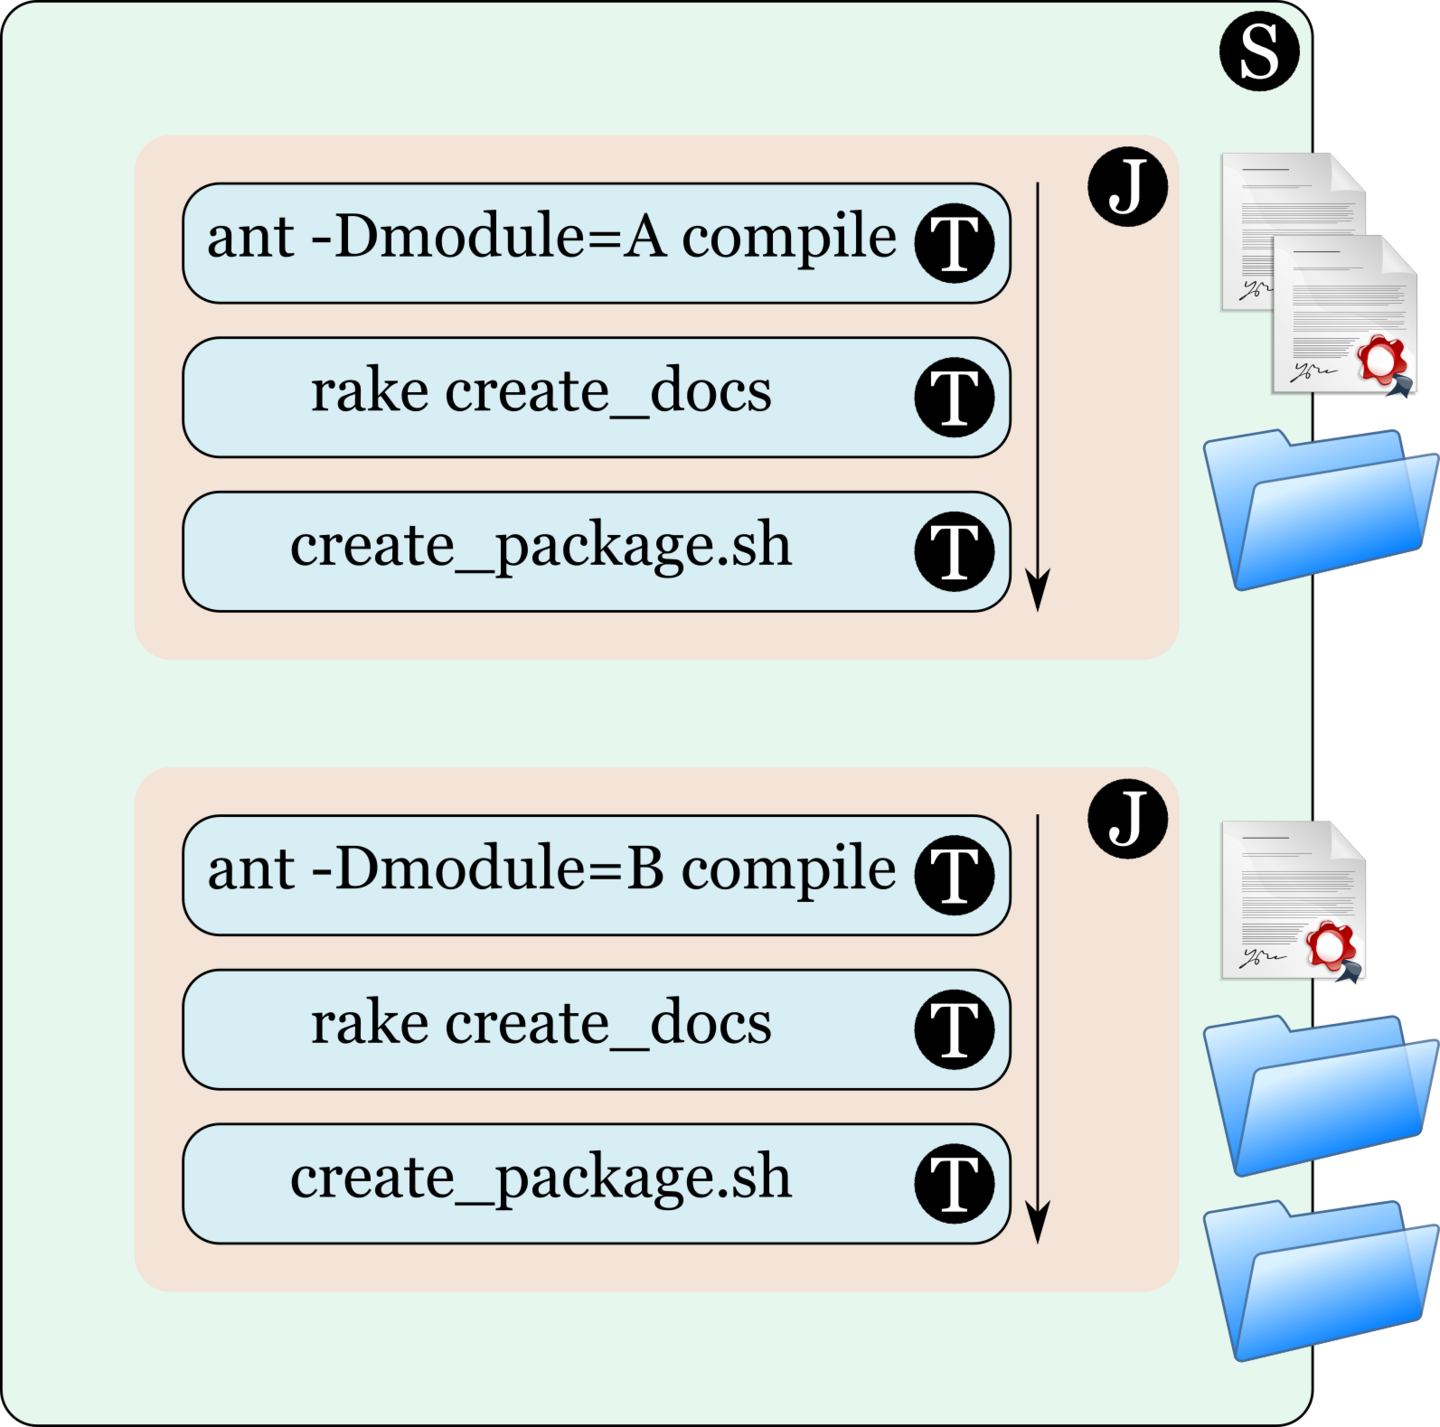 S
J
ant -Dmodule=A compile T
rake create_docs T
create_package.sh T
J
ant -Dmodule=B compile T
rake create_docs T
create_package.sh T